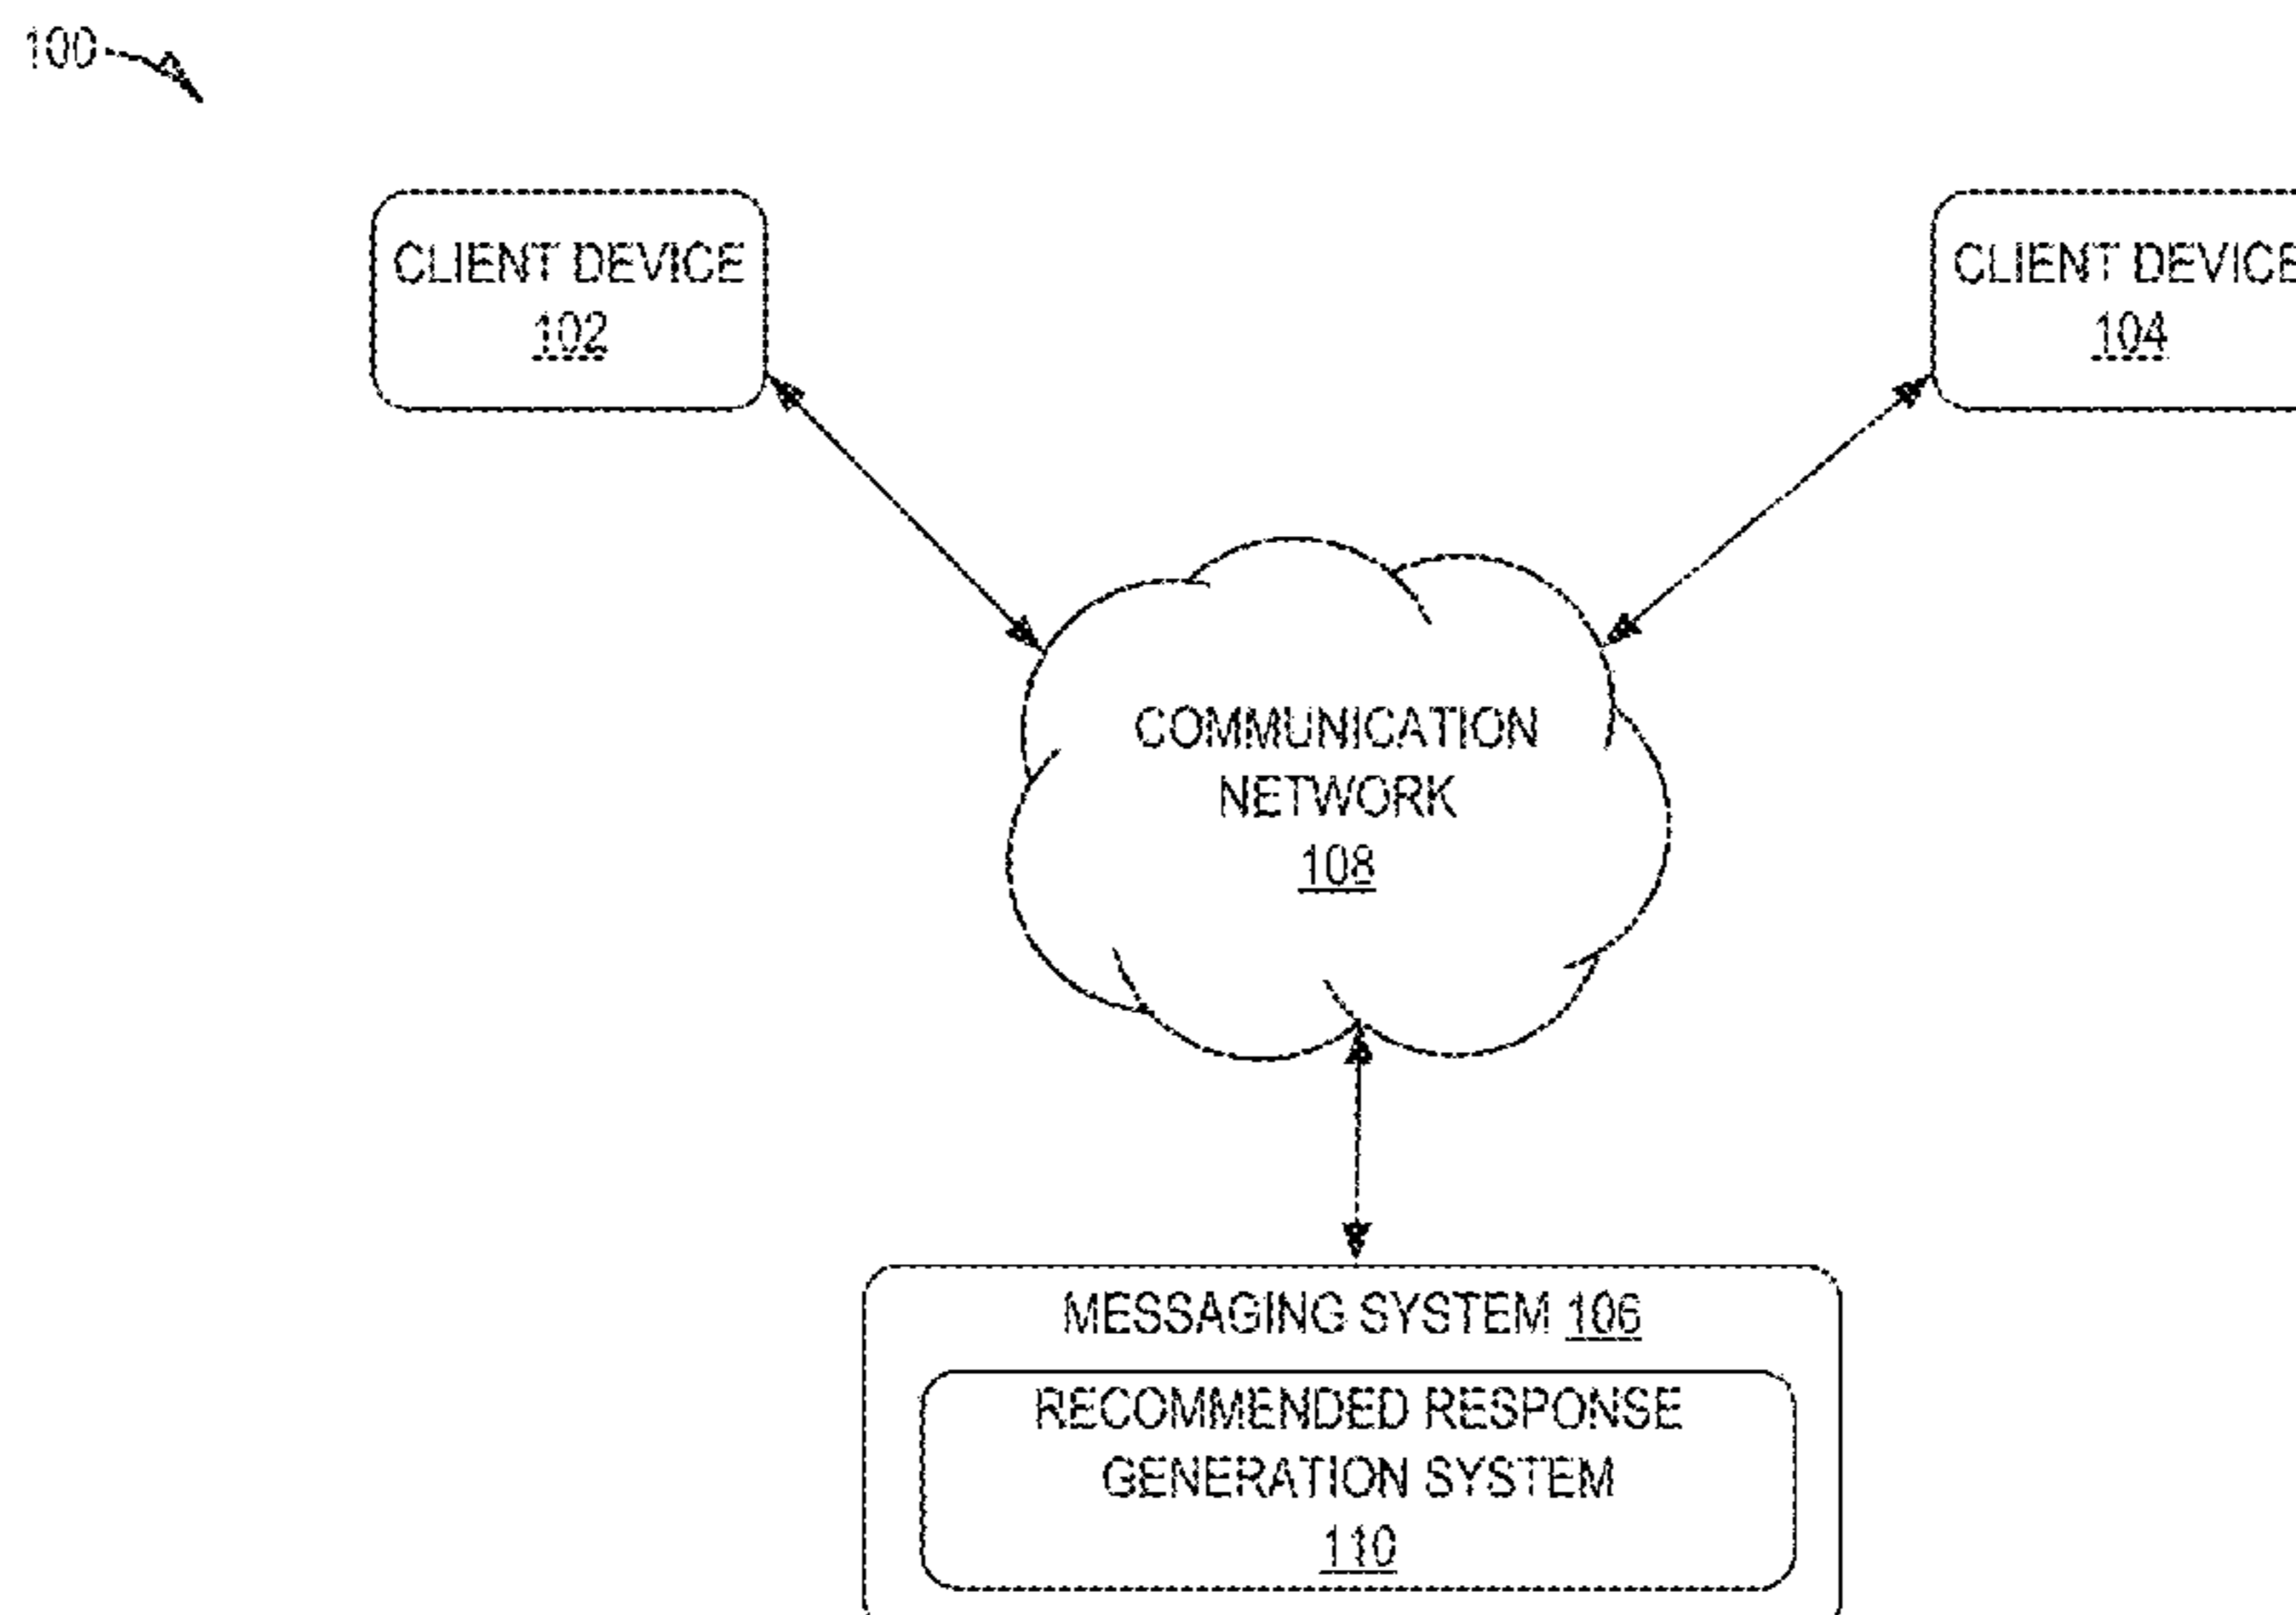 100
CLIENT DEVICE
102
CLIENT DEVICE
104
COMMUNICATION
NETWORK
108
MESSAGING SYSTEM 106
RECOMMENDED RESPONSE
GENERATION SYSTEM
110